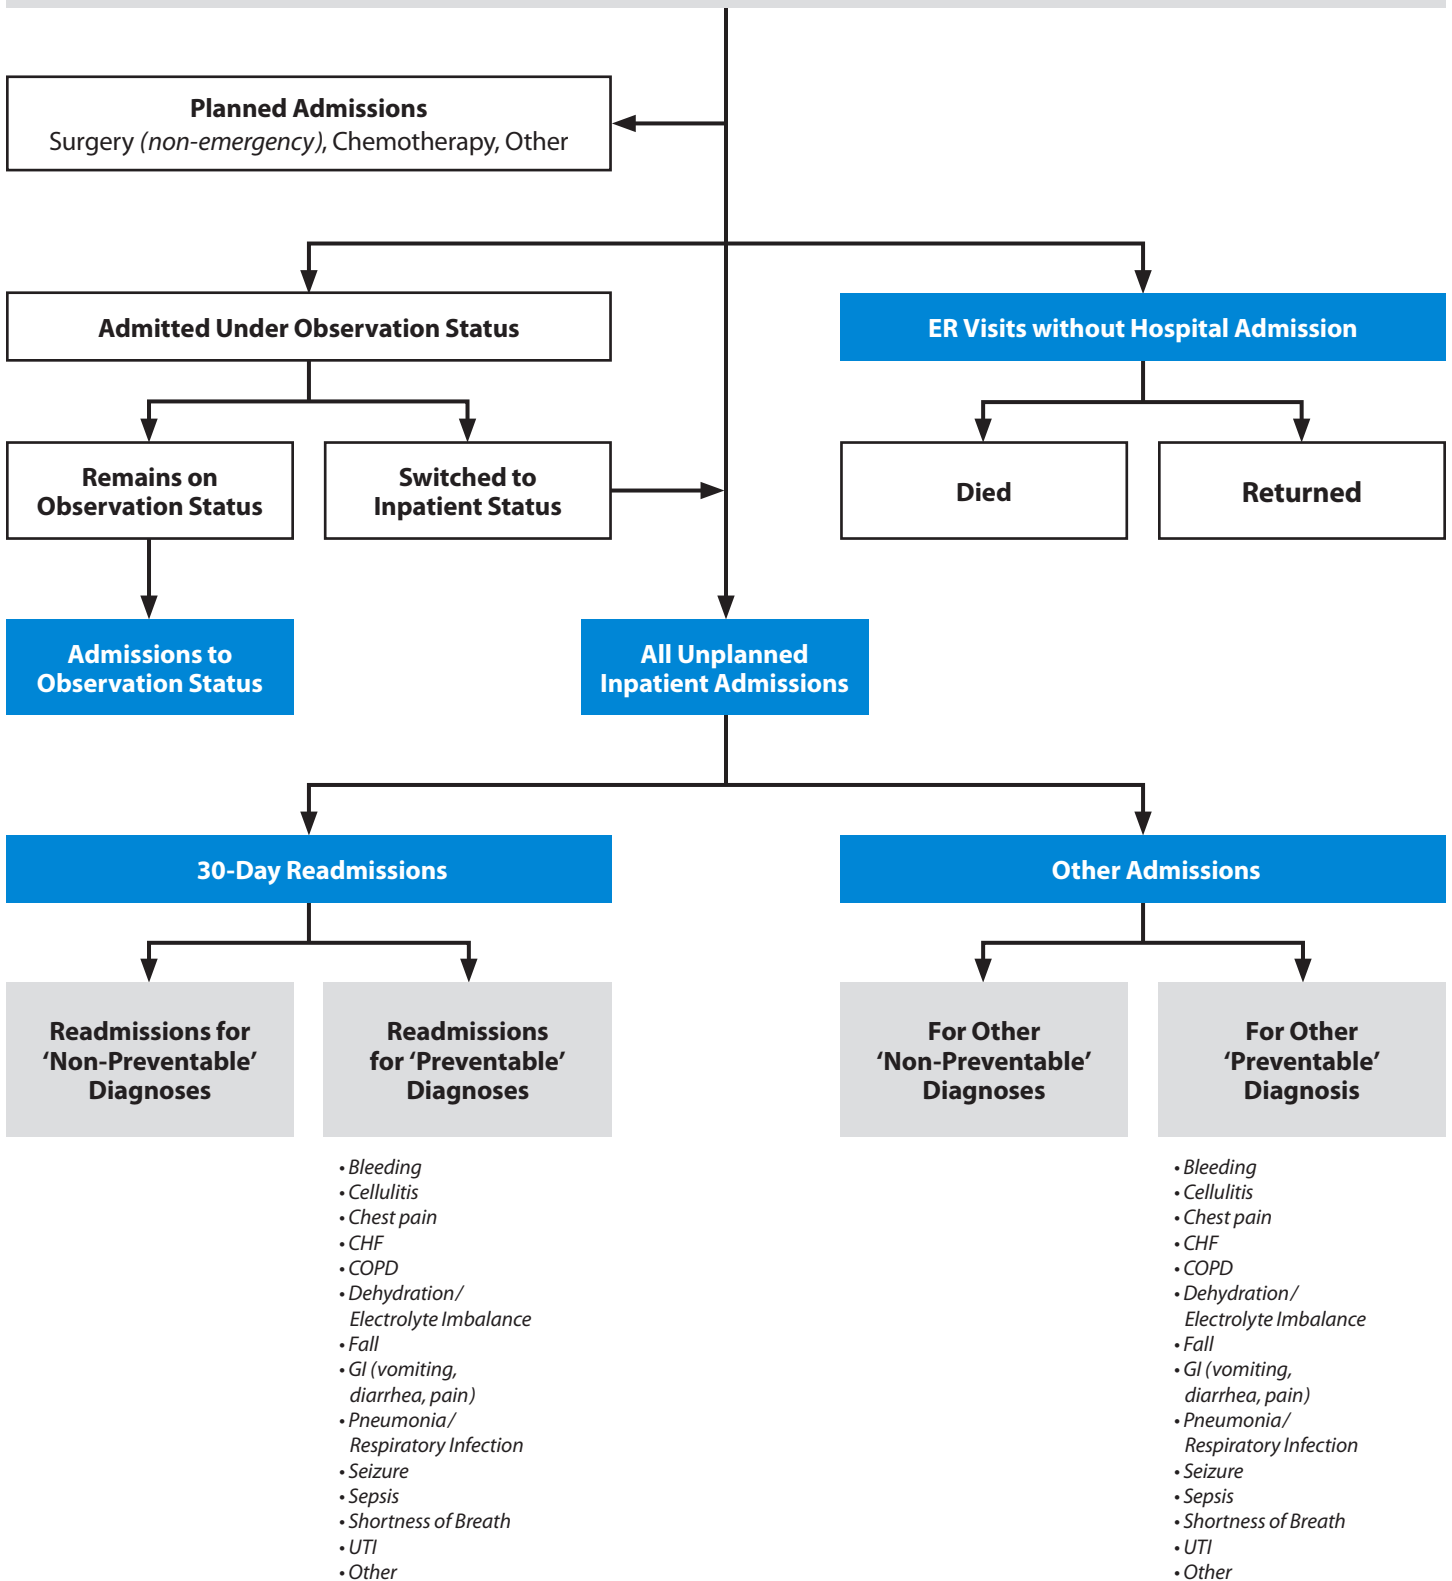 Planned Admissions
Surgery (non-emergency), Chemotherapy, Other
Admitted Under Observation Status
ER Visits without Hospital Admission
Remains on
Observation Status
Switched to
Inpatient Status
Died
Returned
Admissions to
Observation Status
All Unplanned
Inpatient Admissions
30-Day Readmissions
Other Admissions
Readmissions for
‘Non-Preventable’
Diagnoses
Readmissions
for ‘Preventable’
Diagnoses
For Other
‘Non-Preventable’
Diagnoses
For Other
‘Preventable’
Diagnosis
• Bleeding
• Cellulitis
• Chest pain
• CHF
• COPD
• Dehydration/
Electrolyte Imbalance
• Fall
• GI (vomiting,
diarrhea, pain)
• Pneumonia/
Respiratory Infection
• Seizure
• Sepsis
• Shortness of Breath
• UTI
• Other
• Bleeding
• Cellulitis
• Chest pain
• CHF
• COPD
• Dehydration/
Electrolyte Imbalance
• Fall
• GI (vomiting,
diarrhea, pain)
• Pneumonia/
Respiratory Infection
• Seizure
• Sepsis
• Shortness of Breath
• UTI
• Other